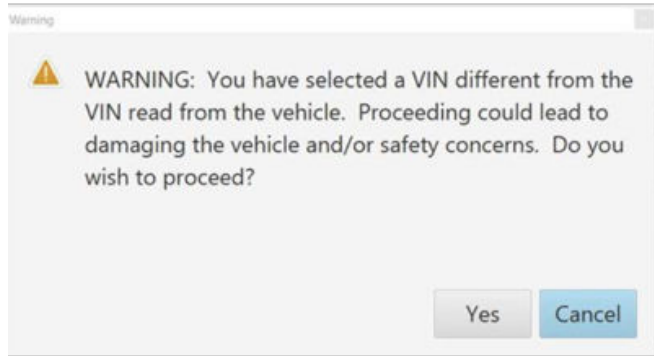 Warning
WARNING: You have selected a VIN different from the
VIN read from the vehicle. Proceeding could lead to
damaging the vehicle and/or safety concerns. Do you
wish to proceed?
Yes Cancel